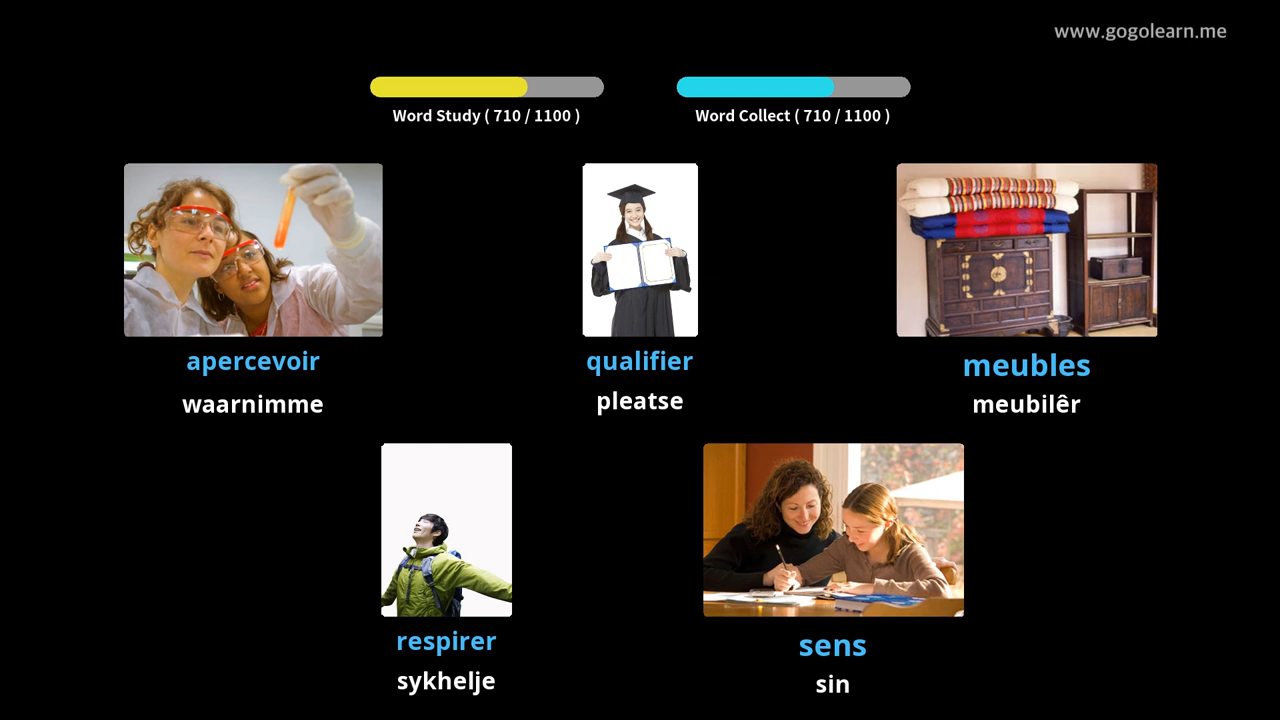 www.gogolearn.me
Word Study ( 710 / 1100 )
Word Collect ( 710 / 1100 )
apercevoir
waarnimme
qualifier
pleatse
meubles
meubilêr
respirer
sykhelje
sens
sin